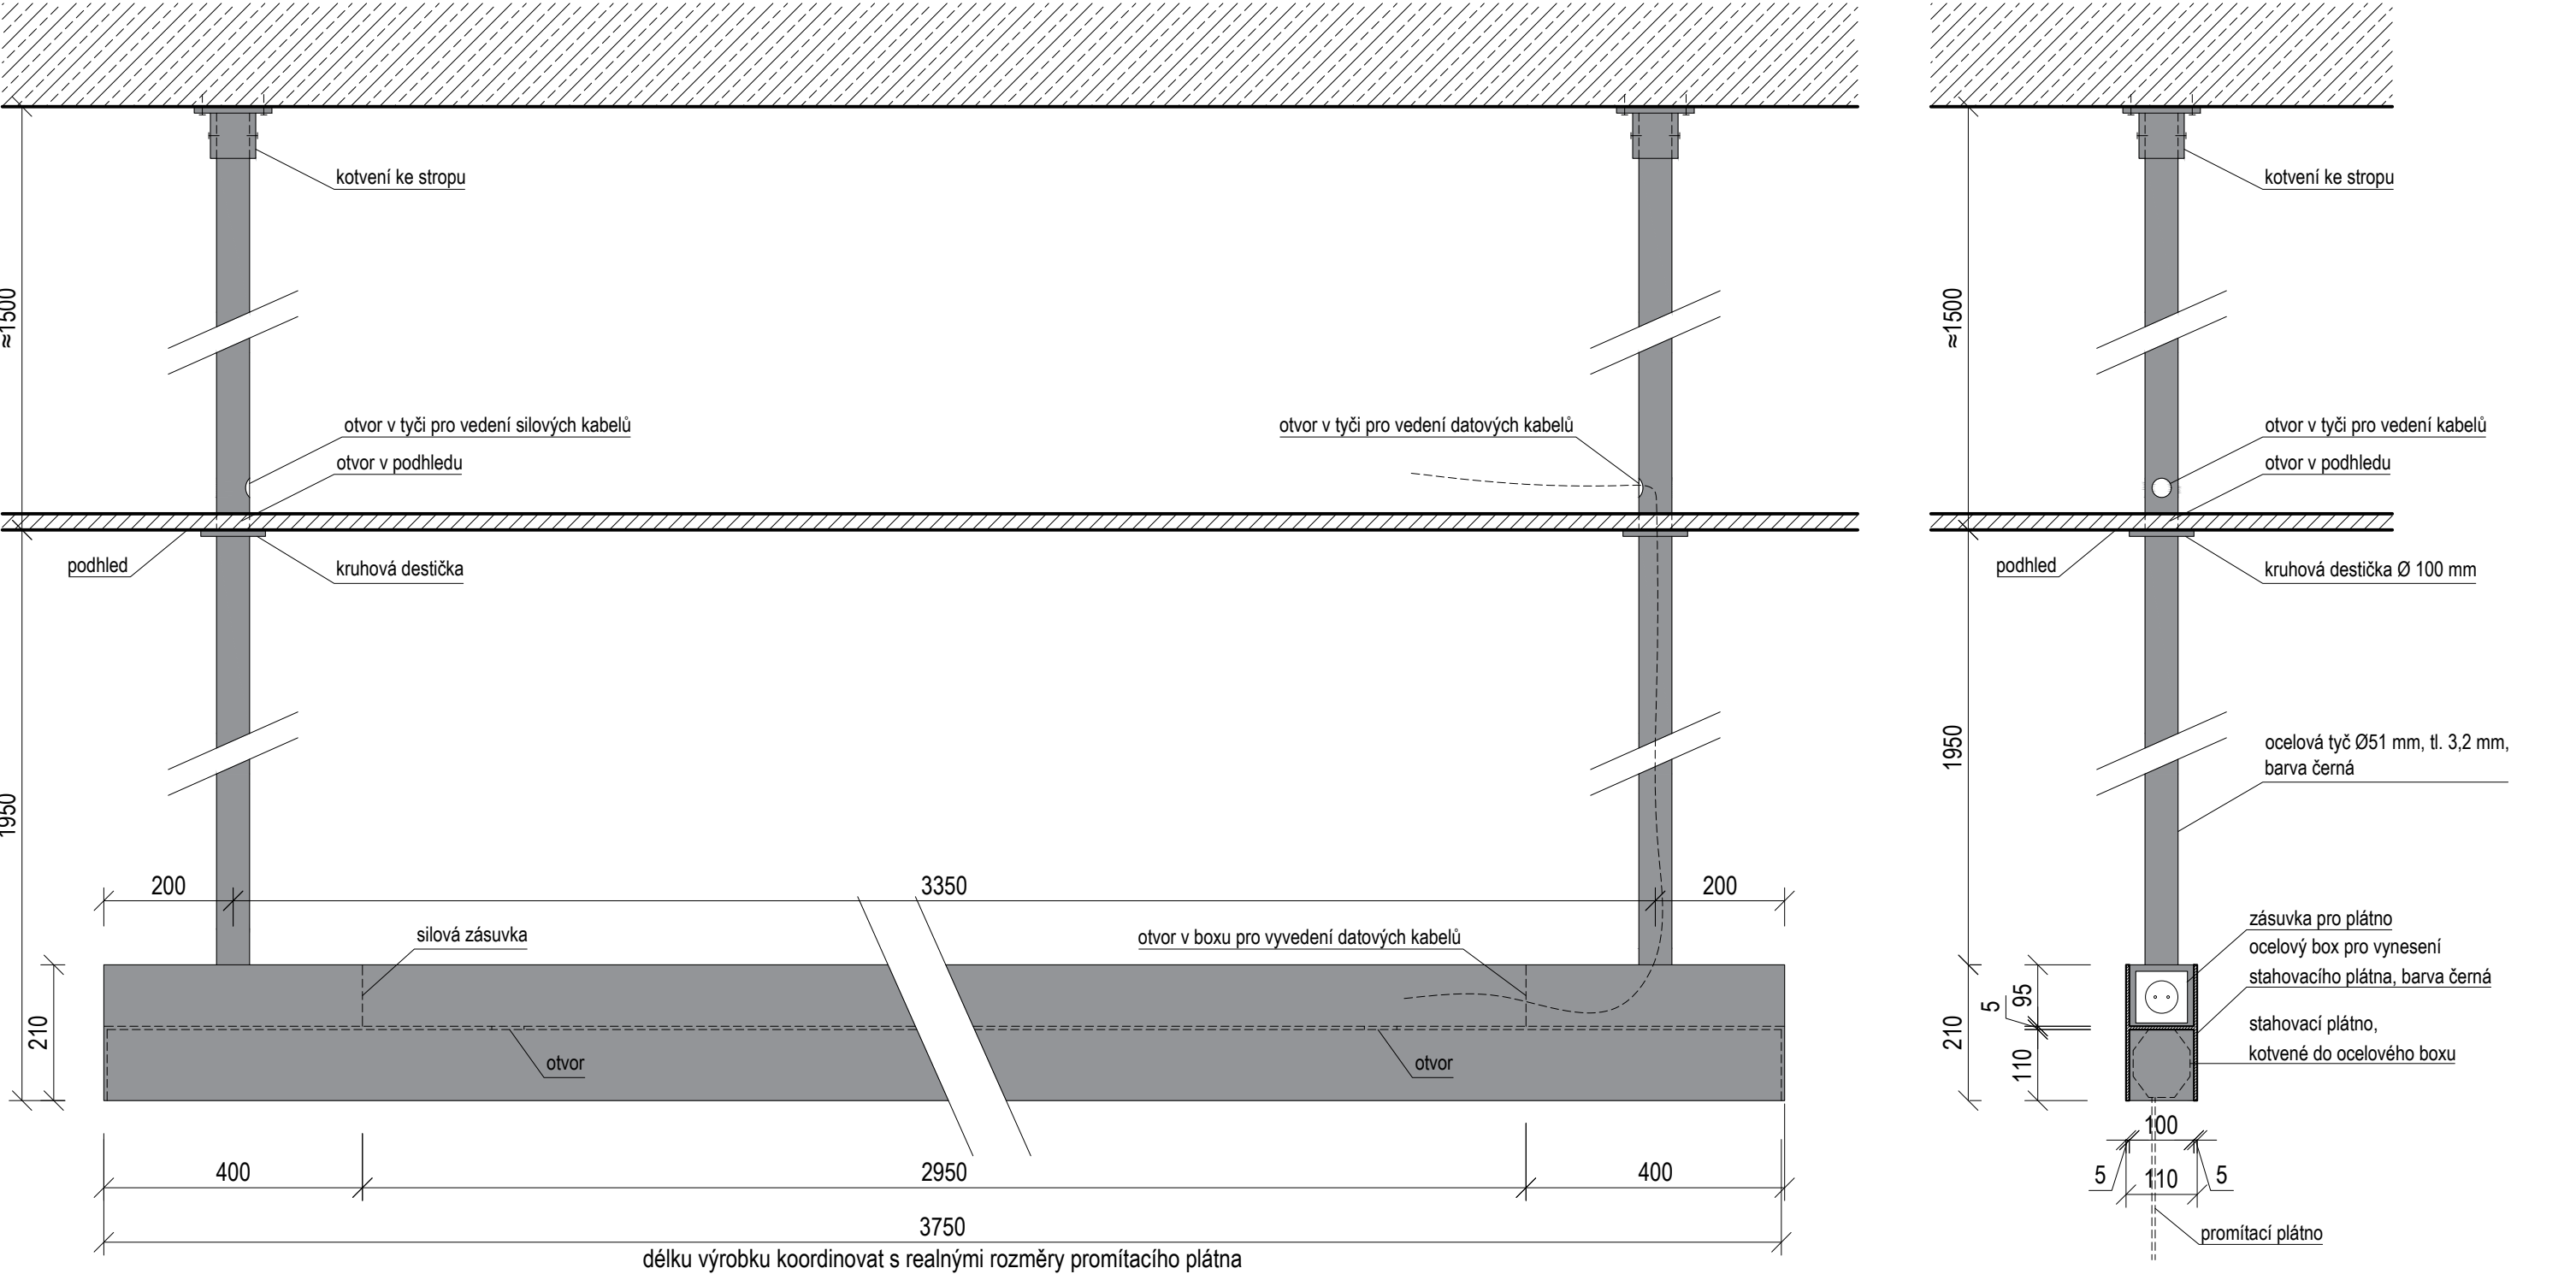 kotvení ke stropu
kotvení ke stropu
≈1500
≈1500
otvor v tyči pro vedení silových kabelů
otvor v tyči pro vedení datových kabelů
otvor v tyči pro vedení kabelů
otvor v podhledu
otvor v podhledu
podhled
kruhová destička
podhled
kruhová destička Ø 100 mm
1950
1950
ocelová tyč Ø51 mm, tl. 3,2 mm,
barva černá
200
3350
200
silová zásuvka
otvor v boxu pro vyvedení datových kabelů
zásuvka pro plátno
ocelový box pro vynesení
stahovacího plátna, barva černá
210
otvor
otvor
210
5
95
110
stahovací plátno,
kotvené do ocelového boxu
100
5
110
5
400
2950
400
3750
promítací plátno
délku výrobku koordinovat s realnými rozměry promítacího plátna